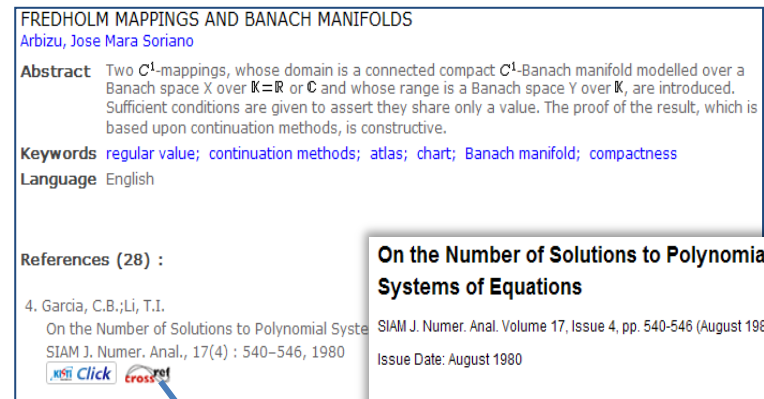 FREDHOLM MAPPINGS AND BANACH MANIFOLDS
Arbizu, Jose Mara Soriano
Abstract Two C¹-mappings, whose domain is a connected compact C¹-Banach manifold modelled over a
Banach space X over 𝕂=ℝ or ℂ and whose range is a Banach space Y over 𝕂, are introduced.
Sufficient conditions are given to assert they share only a value. The proof of the result, which is
based upon continuation methods, is constructive.
Keywords regular value; continuation methods; atlas; chart; Banach manifold; compactness
Language English
References (28) :
4. Garcia, C.B.;Li, T.I.
On the Number of Solutions to Polynomial Syste
SIAM J. Numer. Anal., 17(4) : 540–546, 1980
KISTI Click crossref
On the Number of Solutions to Polynomia
Systems of Equations
SIAM J. Numer. Anal. Volume 17, Issue 4, pp. 540-546 (August 198
Issue Date: August 1980